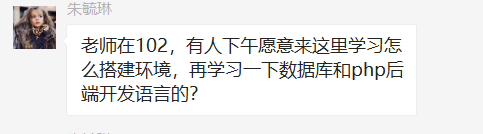 朱毓琳
老师在102，有人下午愿意来这里学习怎
么搭建环境，再学习一下数据库和php后
端开发语言的？